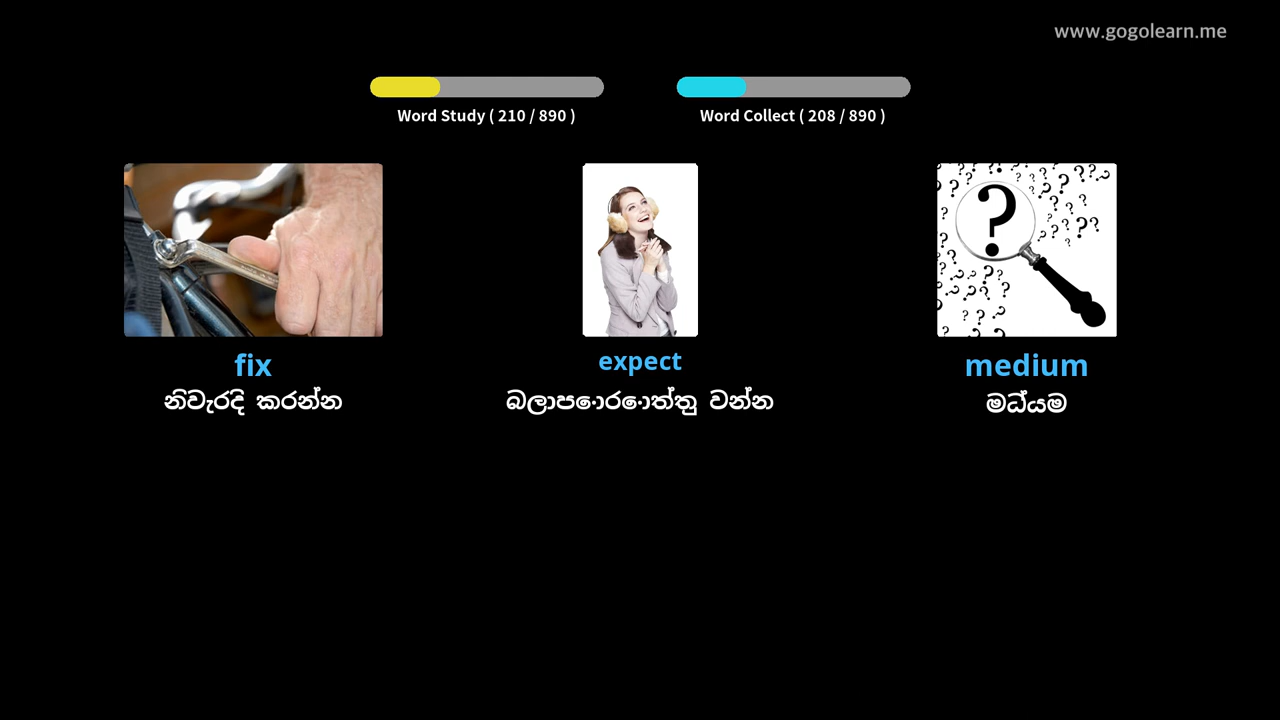 www.gogolearn.me
Word Study ( 210 / 890 )
Word Collect ( 208 / 890 )
fix
expect
medium
නිවැරදි කරන්න
බලාපොරොත්තු වන්න
මධ්‍යම